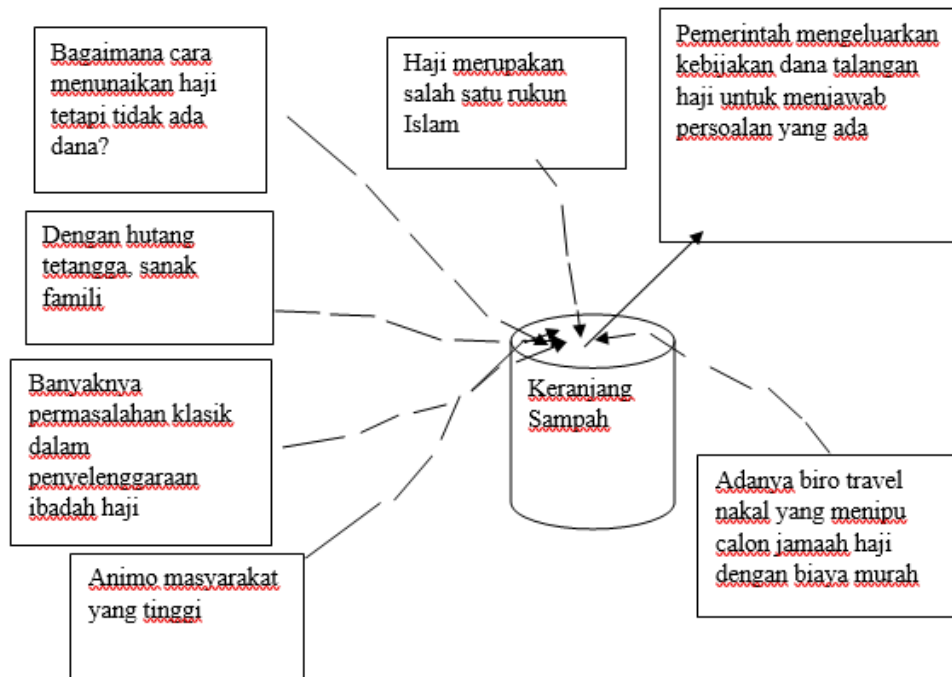 Bagaimana cara
menunaikan haji
tetapi tidak ada
dana?
Haji merupakan
salah satu rukun
Islam
Pemerintah mengeluarkan
kebijakan dana talangan
haji untuk menjawab
persoalan yang ada
Dengan hutang
tetangga, sanak
famili
Banyaknya
permasalahan klasik
dalam
penyelenggaraan
ibadah haji
Keranjang
Sampah
Adanya biro travel
nakal yang menipu
calon jamaah haji
dengan biaya murah
Animo masyarakat
yang tinggi